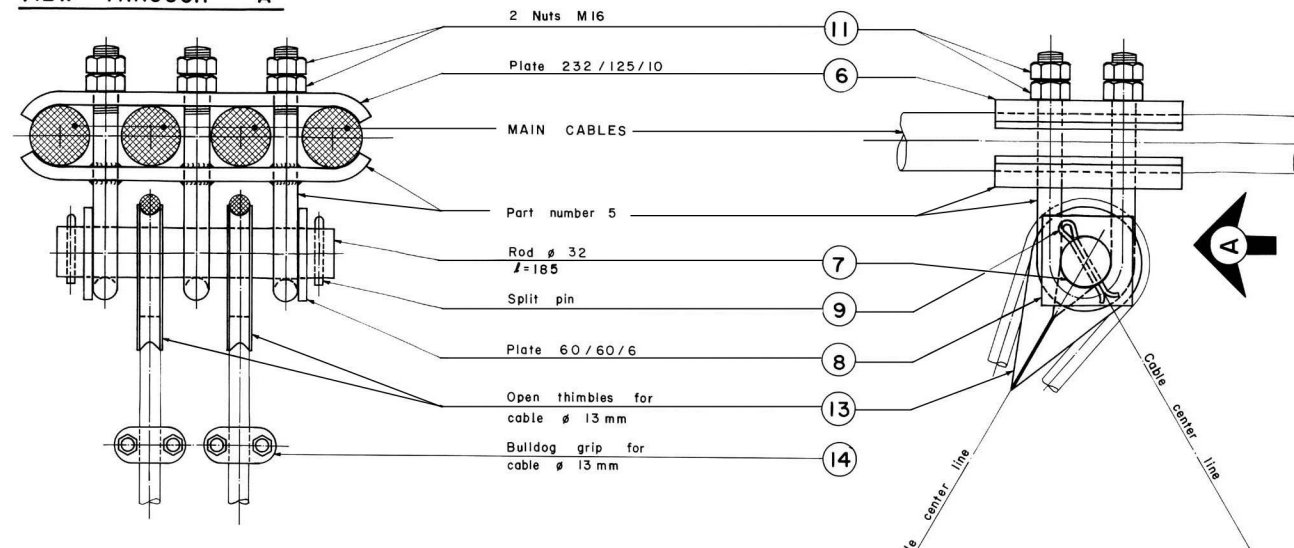 VIEW THROUGH "A"
2 Nuts M16
11
Plate 232/125/10
6
MAIN CABLES
Part number 5
Rod ø 32
ℓ=185
7
Split pin
9
Plate 60/60/6
8
Open thimbles for
cable ø 13 mm
13
Bulldog grip for
cable ø 13 mm
14
A
Cable center line
center line